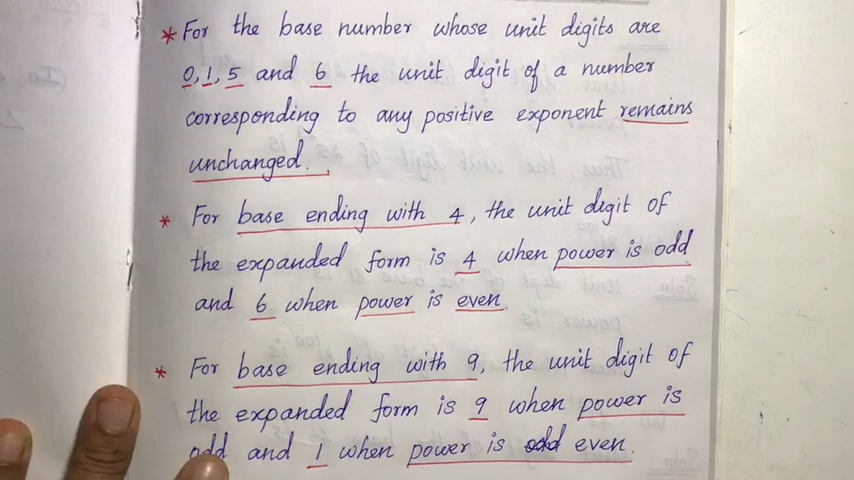 * For the base number whose unit digits are
0, 1, 5 and 6 the unit digit of a number
corresponding to any positive exponent remains
unchanged.
* For base ending with 4, the unit digit of
the expanded form is 4 when power is odd
and 6 when power is even.
* For base ending with 9, the unit digit of
the expanded form is 9 when power is
odd and 1 when power is odd even.